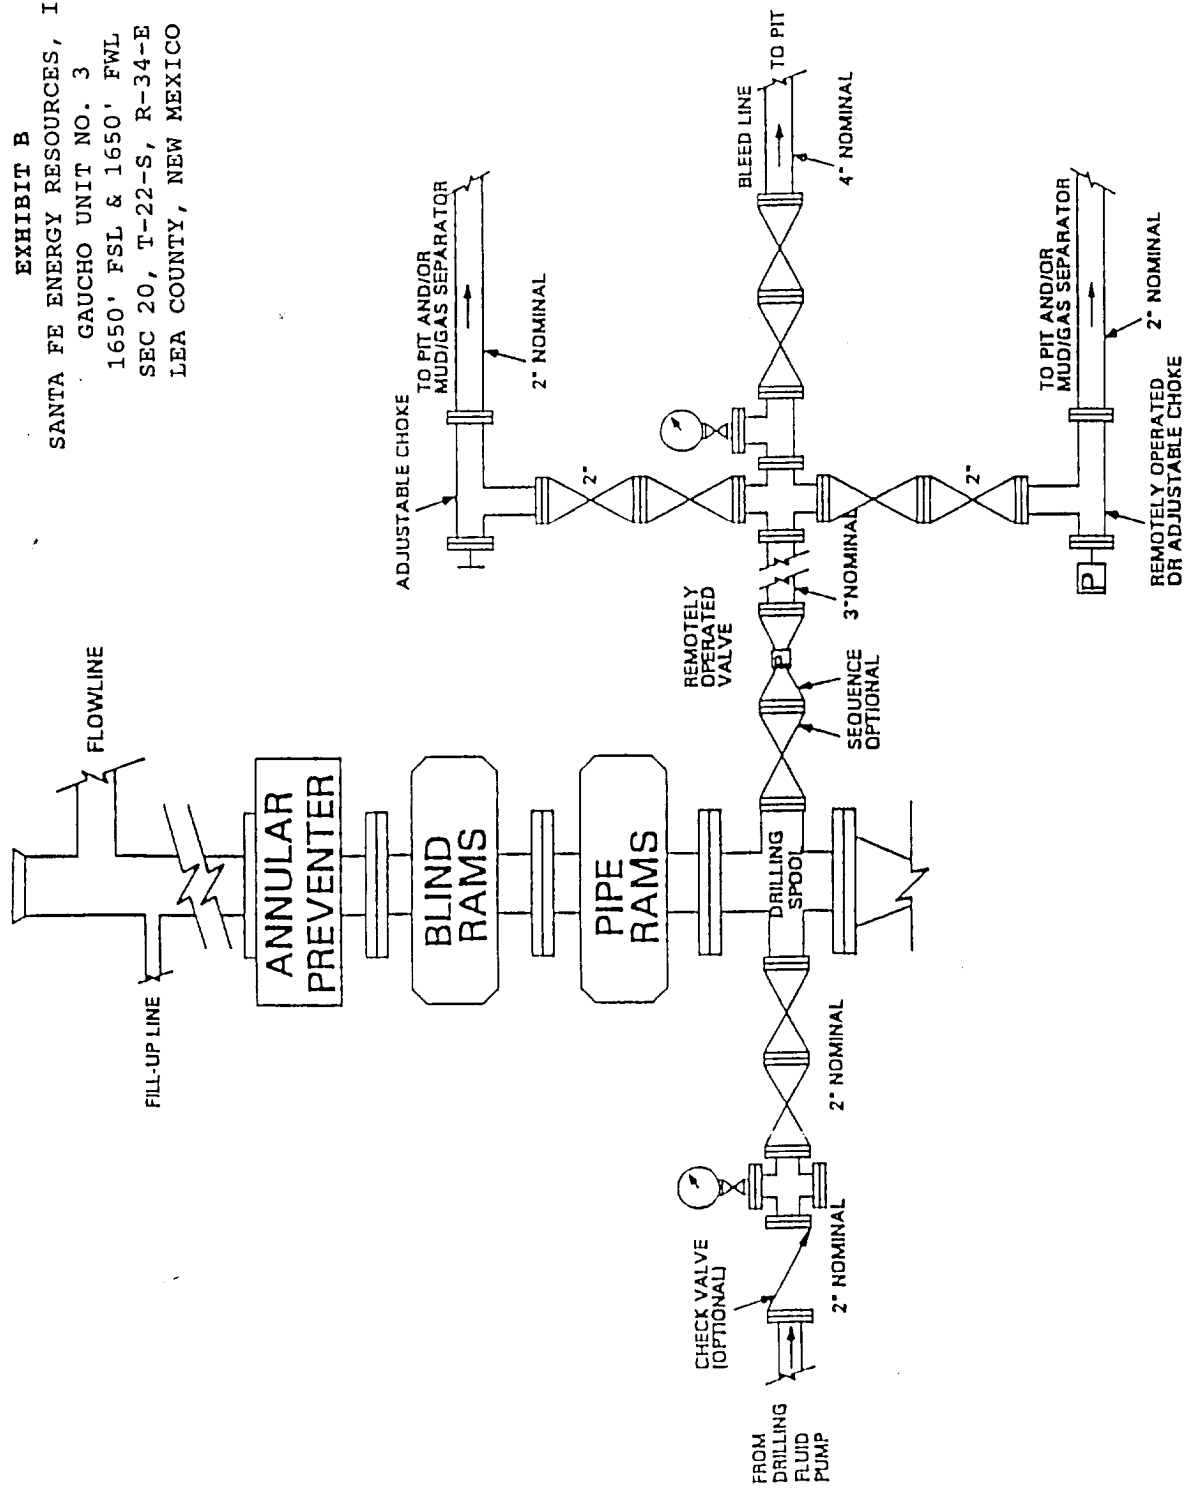 EXHIBIT B
SANTA FE ENERGY RESOURCES, I
GAUCHO UNIT NO. 3
1650' FSL & 1650' FWL
SEC 20, T-22-S, R-34-E
LEA COUNTY, NEW MEXICO
FILL-UP LINE
FLOWLINE
ANNULAR
PREVENTER
BLIND
RAMS
PIPE
RAMS
DRILLING
SPOOL
FROM
DRILLING
FLUID
PUMP
CHECK VALVE
(OPTIONAL)
2" NOMINAL
2" NOMINAL
REMOTELY
OPERATED
VALVE
P
SEQUENCE
OPTIONAL
3" NOMINAL
ADJUSTABLE CHOKE
TO PIT AND/OR
MUD/GAS SEPARATOR
2" NOMINAL
2"
BLEED LINE
TO PIT
4" NOMINAL
2"
TO PIT AND/OR
MUD/GAS SEPARATOR
2" NOMINAL
P
REMOTELY OPERATED
OR ADJUSTABLE CHOKE